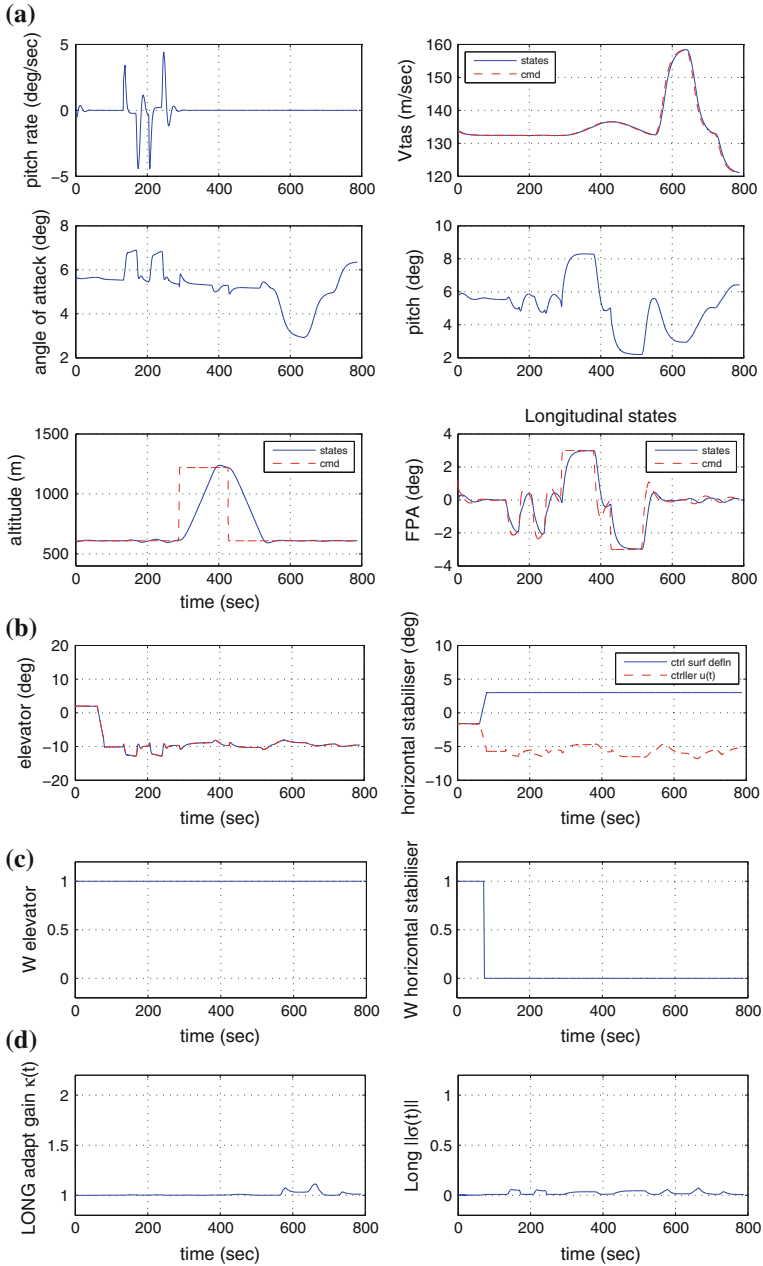 (a)
pitch rate (deg/sec)
5
0
−5
0 200 400 600 800
Vtas (m/sec)
160
150
140
130
120
states
cmd
0 200 400 600 800
angle of attack (deg)
8
6
4
2
0 200 400 600 800
pitch (deg)
10
8
6
4
2
0 200 400 600 800
altitude (m)
1500
1000
500
states
cmd
0 200 400 600 800
time (sec)
Longitudinal states
FPA (deg)
4
2
0
−2
−4
states
cmd
0 200 400 600 800
(b)
elevator (deg)
20
10
0
−10
−20
0 200 400 600 800
time (sec)
horizontal stabiliser (deg)
10
5
0
−5
−10
ctrl surf defln
ctrller u(t)
0 200 400 600 800
time (sec)
(c)
W elevator
1
0.5
0
0 200 400 600 800
time (sec)
W horizontal stabiliser
1
0.5
0
0 200 400 600 800
time (sec)
(d)
LONG adapt gain κ(t)
2
1.5
1
0 200 400 600 800
time (sec)
Long ||σ(t)||
1
0.5
0
0 200 400 600 800
time (sec)